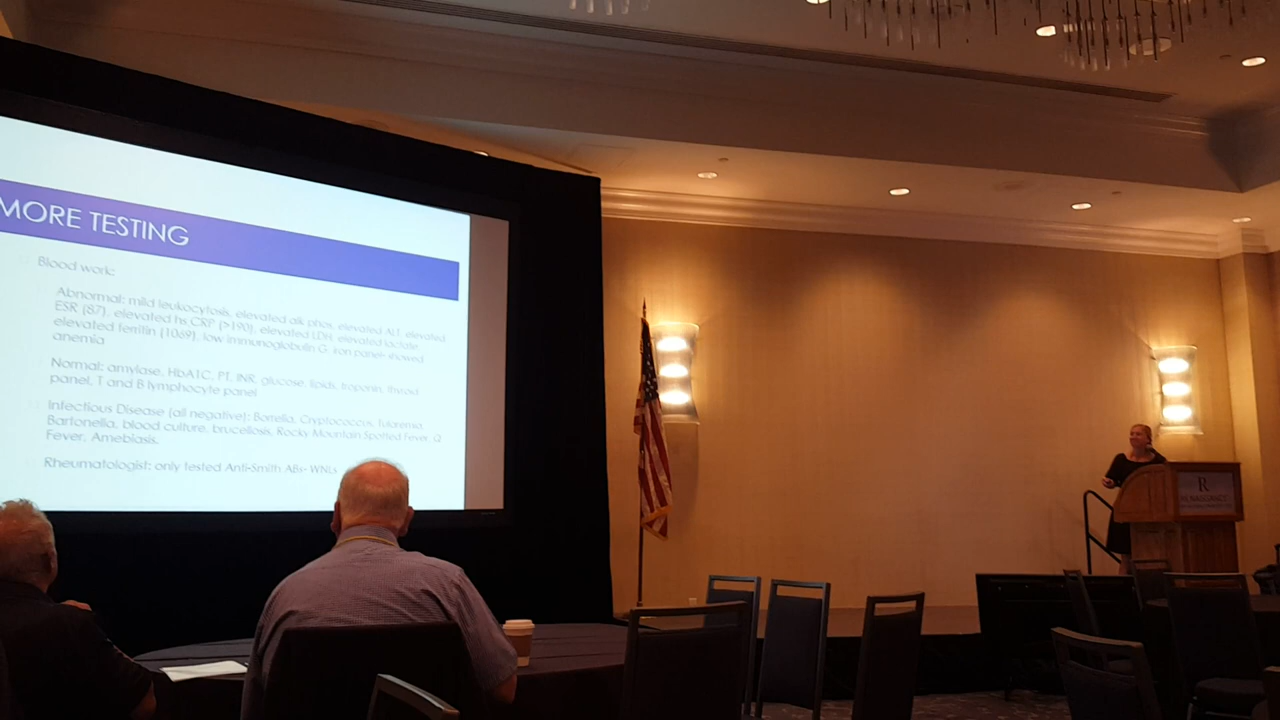 MORE TESTING
Blood work:
Abnormal: mild leukocytosis, elevated alk phos, elevated ALT, elevated
ESR (87), elevated hs CRP (>190), elevated LDH, elevated lactate,
elevated ferritin (1069), low immunoglobulin G, iron panel- showed
anemia
Normal: amylase, HbA1C, PT, INR, glucose, lipids, troponin, thyroid
panel, T and B lymphocyte panel
Infectious Disease (all negative): Borrelia, Cryptococcus, Tularemia,
Bartonella, blood culture, brucellosis, Rocky Mountain Spotted Fever, Q
Fever, Amebiasis.
Rheumatologist: only tested Anti-Smith ABs- WNLs
R
RENAISSANCE